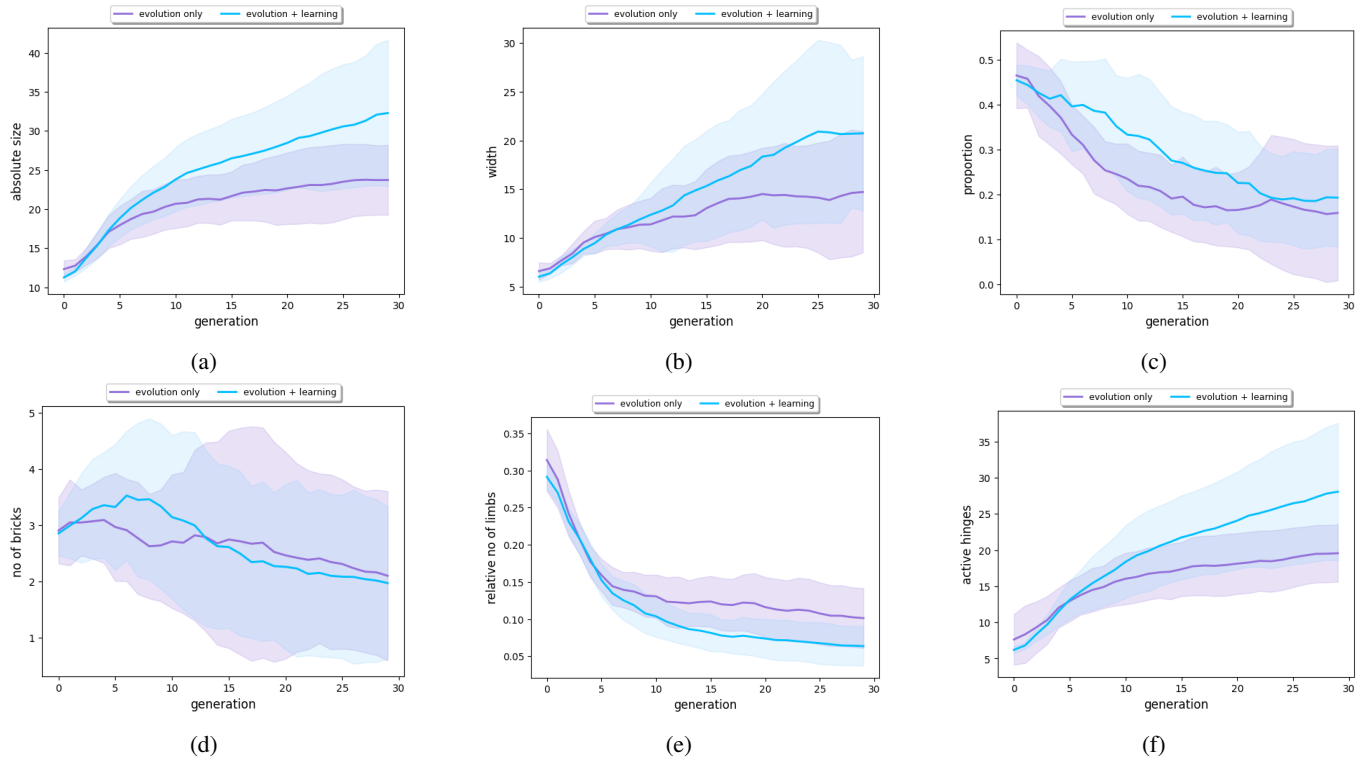 evolution only evolution + learning
absolute size
40
35
30
25
20
15
10
0 5 10 15 20 25 30
generation
(a)
evolution only evolution + learning
width
30
25
20
15
10
5
0 5 10 15 20 25 30
generation
(b)
evolution only evolution + learning
proportion
0.5
0.4
0.3
0.2
0.1
0.0
0 5 10 15 20 25 30
generation
(c)
evolution only evolution + learning
no of bricks
5
4
3
2
1
0 5 10 15 20 25 30
generation
(d)
evolution only evolution + learning
relative no of limbs
0.35
0.30
0.25
0.20
0.15
0.10
0.05
0 5 10 15 20 25 30
generation
(e)
evolution only evolution + learning
active hinges
35
30
25
20
15
10
5
0 5 10 15 20 25 30
generation
(f)